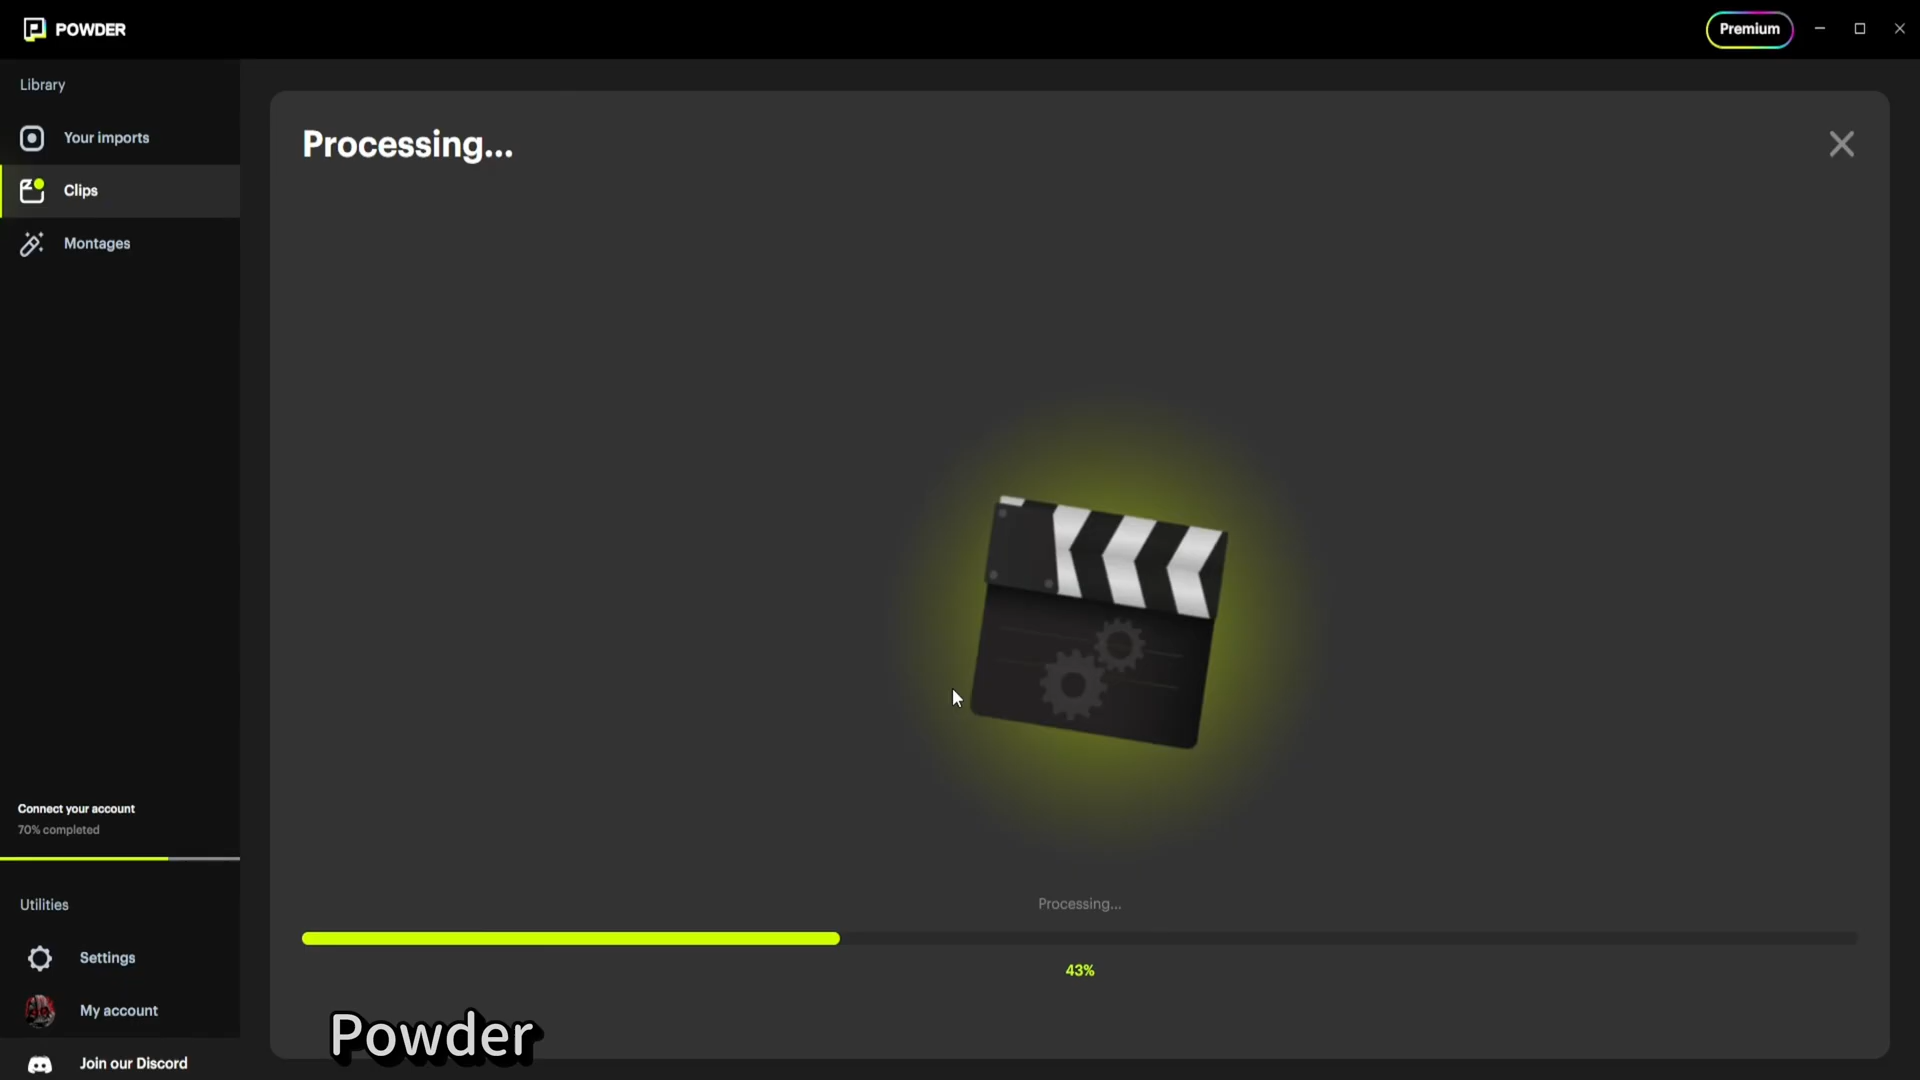 POWDER
Premium
Library
Your imports
Clips
Montages
Processing...
Connect your account
70% completed
Utilities
Settings
My account
Join our Discord
Processing...
43%
Powder